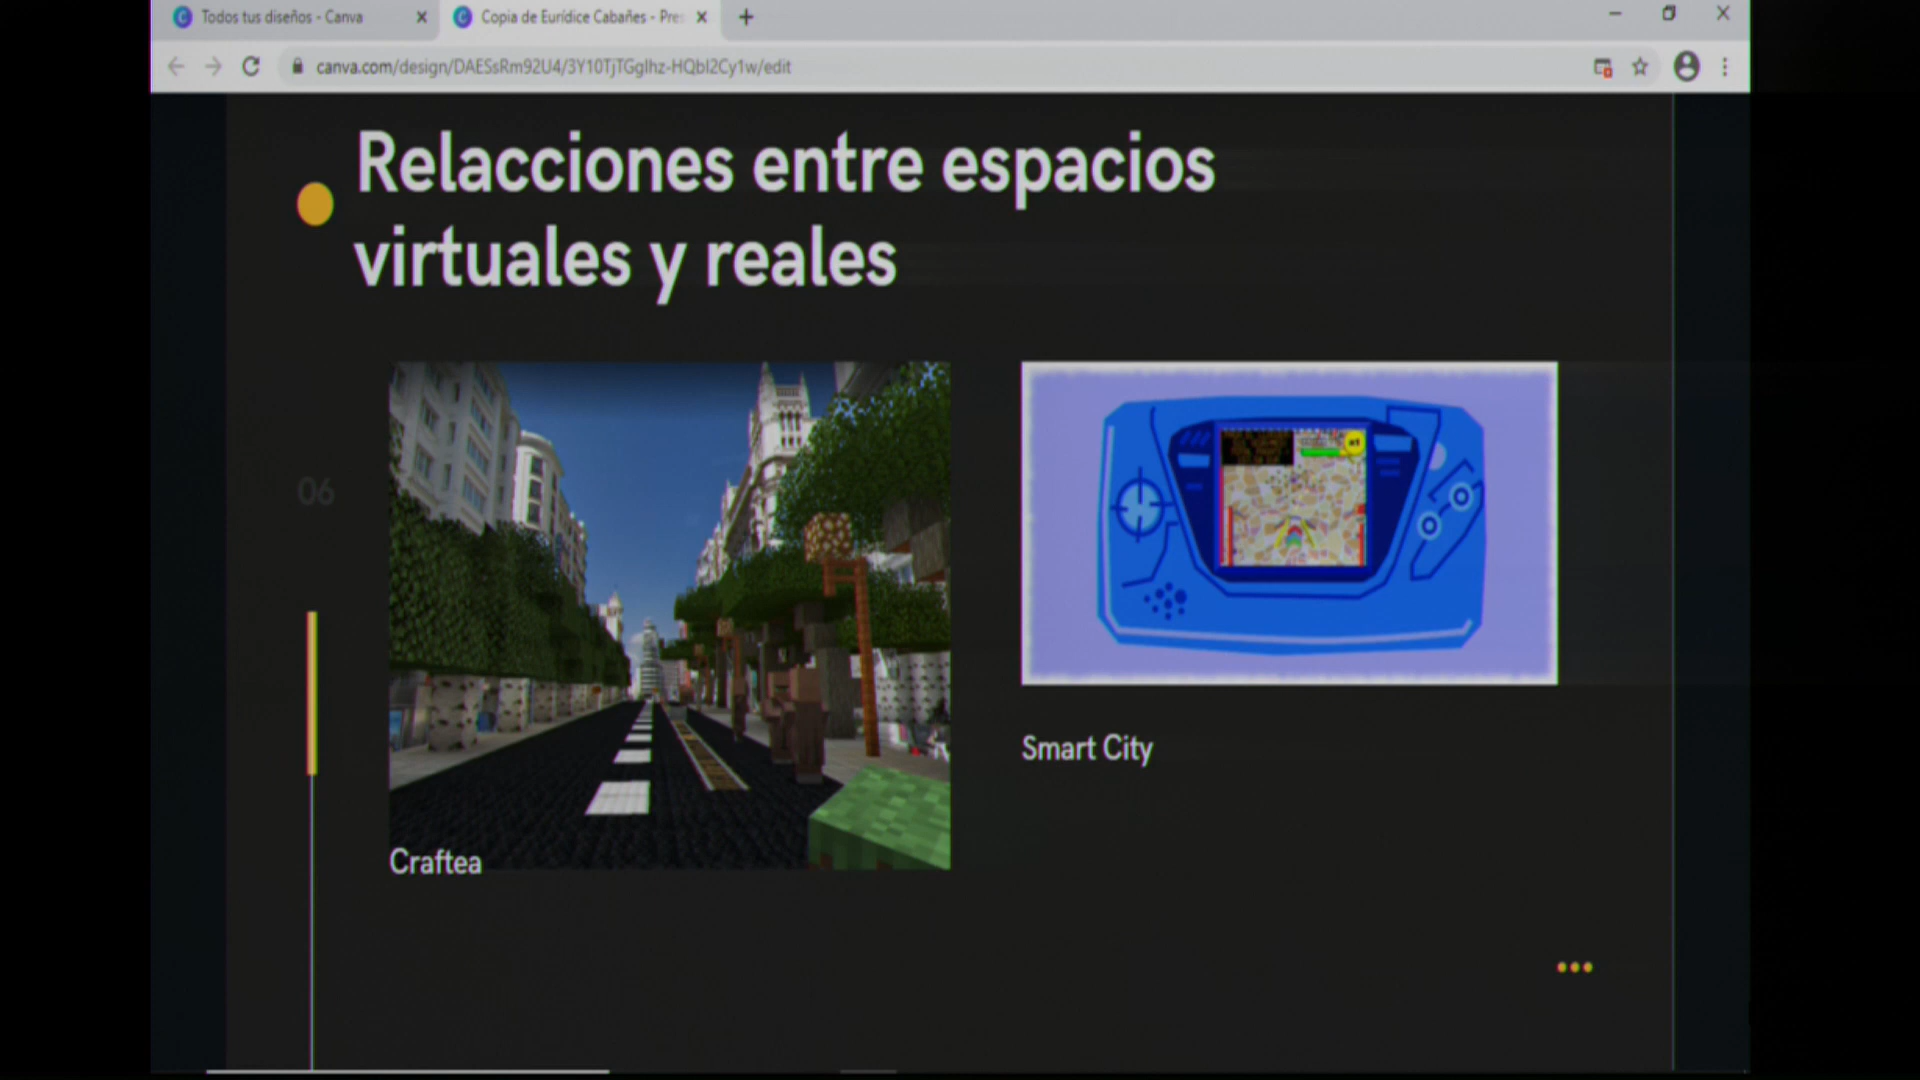 Todos tus diseños - Canva
Copia de Eurídice Cabañes - Pre
canva.com/design/DAESsRm92U4/3Y10TjTGglhz-HQbl2Cy1w/edit
Relacciones entre espacios
virtuales y reales
06
Craftea
Smart City